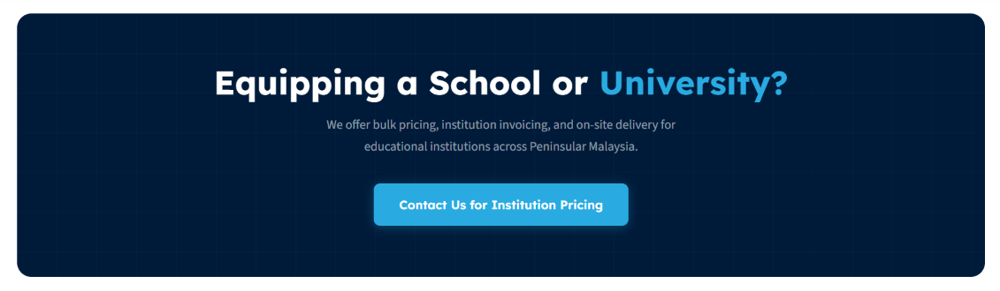 Equipping a School or University?
We offer bulk pricing, institution invoicing, and on-site delivery for
educational institutions across Peninsular Malaysia.
Contact Us for Institution Pricing